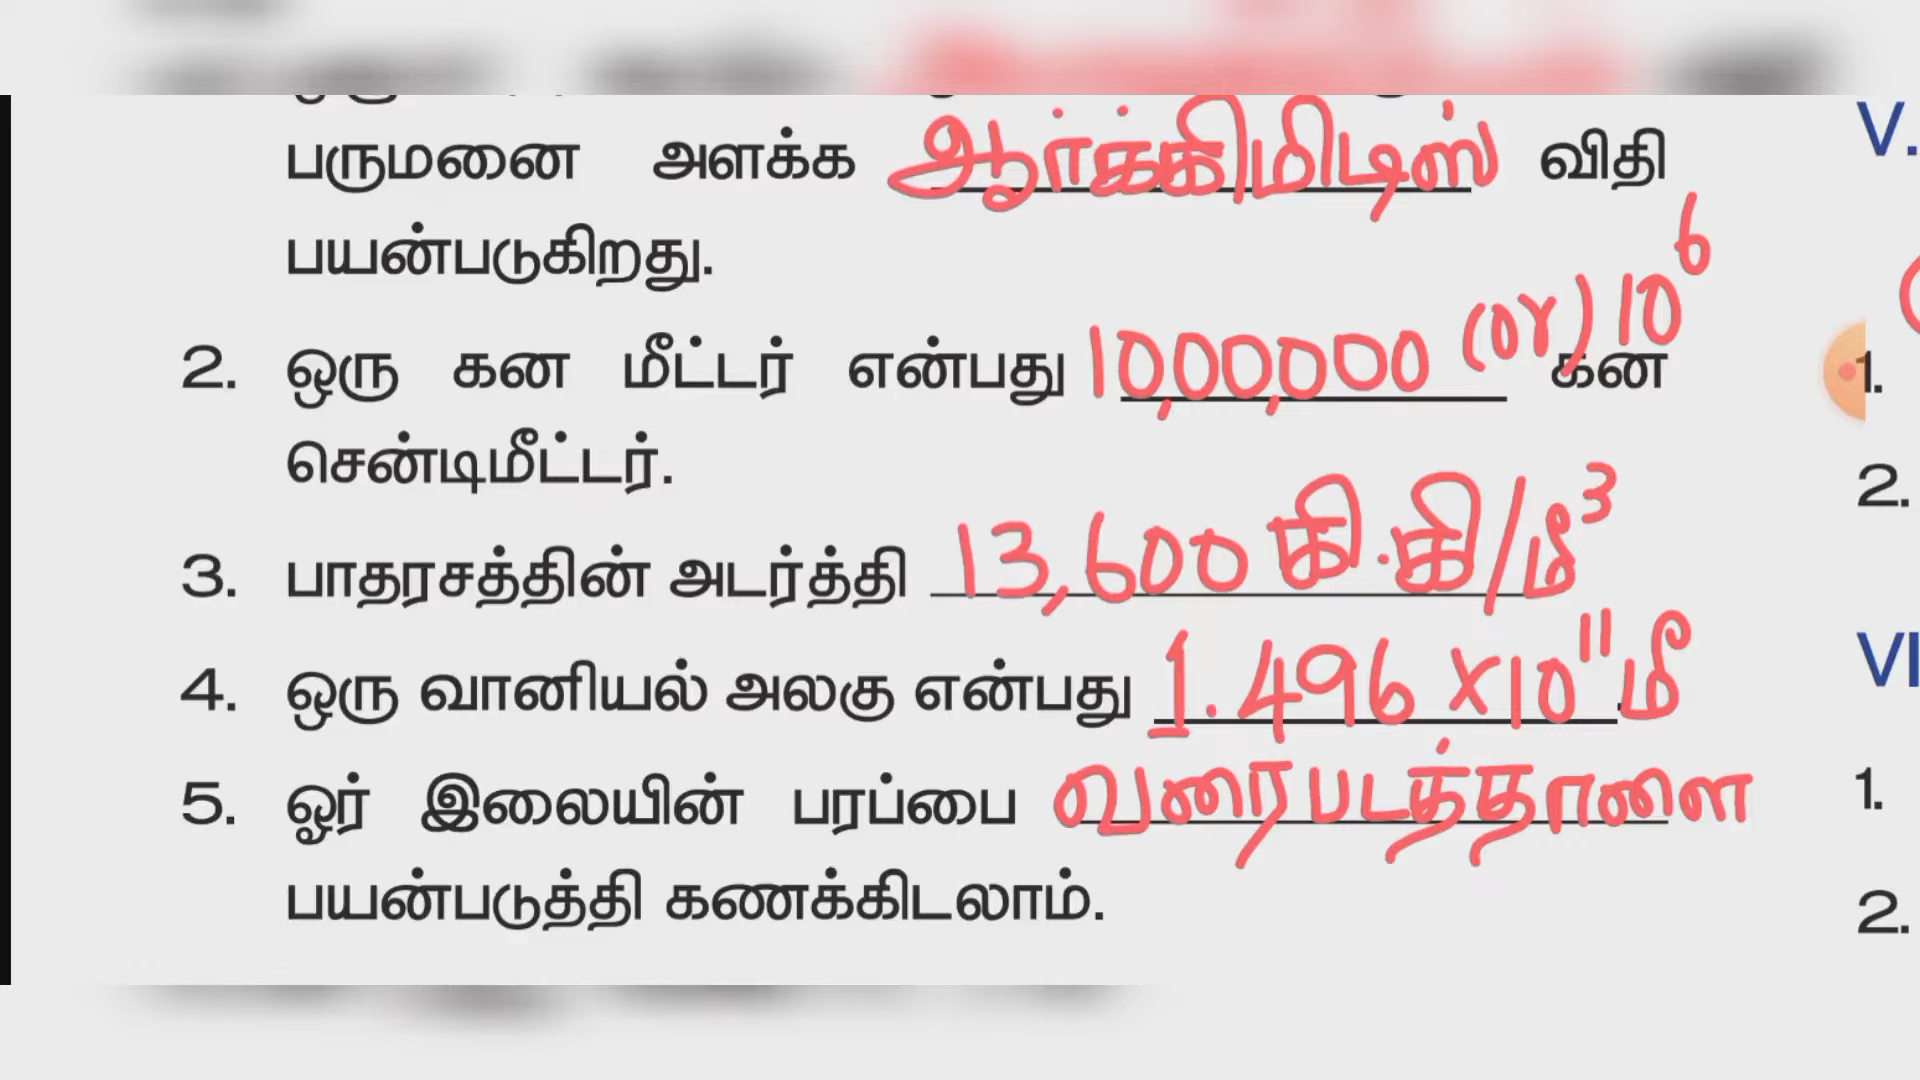 பருமனை அளக்க ஆர்க்கிமிடிஸ் விதி
பயன்படுகிறது.
2. ஒரு கன மீட்டர் என்பது 10,00,000 (or) 10⁶ கன
சென்டிமீட்டர்.
3. பாதரசத்தின் அடர்த்தி 13,600 கி.கி/மீ³
4. ஒரு வானியல் அலகு என்பது 1.496 ×10¹¹ மீ.
5. ஓர் இலையின் பரப்பை வரைபடத்தாளை
பயன்படுத்தி கணக்கிடலாம்.
V.
1.
2.
VI
1.
2.